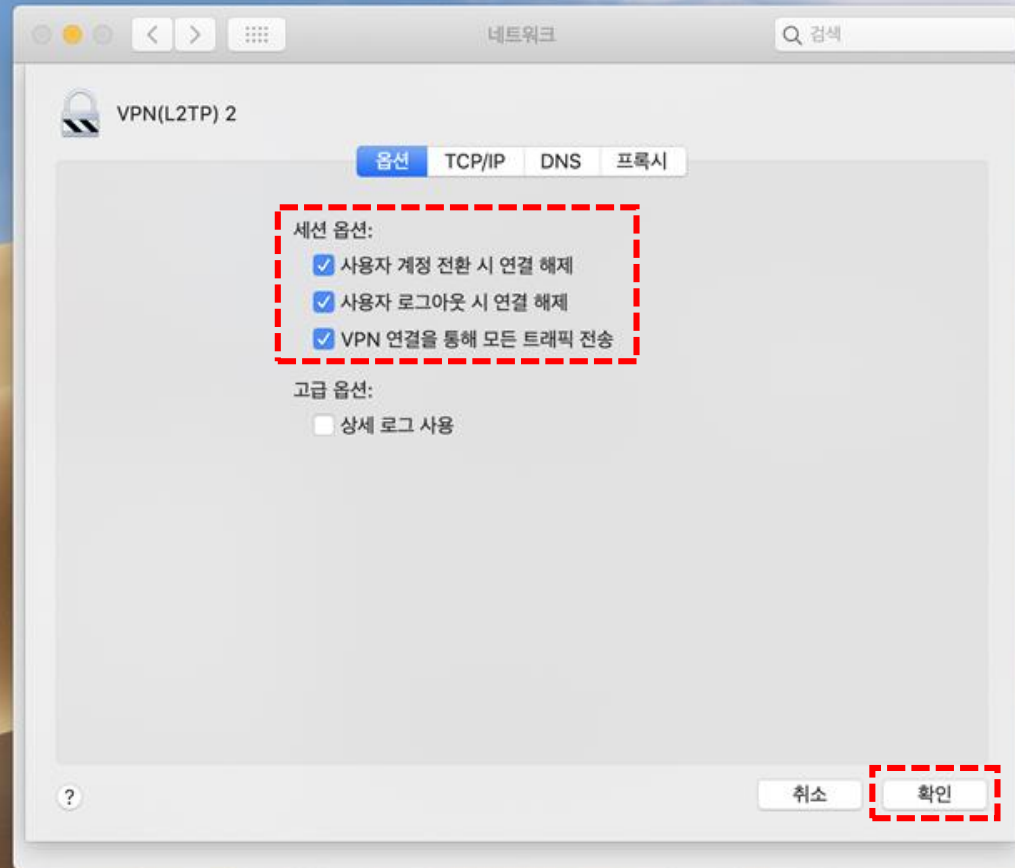 네트워크
검색
VPN(L2TP) 2
옵션 TCP/IP DNS 프록시
세션 옵션:
사용자 계정 전환 시 연결 해제
사용자 로그아웃 시 연결 해제
VPN 연결을 통해 모든 트래픽 전송
고급 옵션:
상세 로그 사용
?
취소 확인